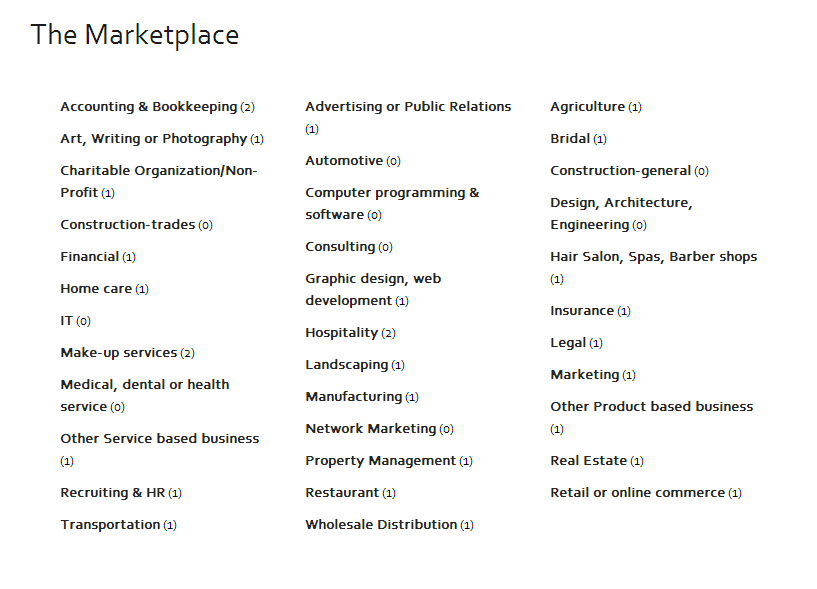 The Marketplace
Accounting & Bookkeeping (2)
Art, Writing or Photography (1)
Charitable Organization/Non-
Profit (1)
Construction-trades (0)
Financial (1)
Home care (1)
IT (0)
Make-up services (2)
Medical, dental or health
service (0)
Other Service based business
(1)
Recruiting & HR (1)
Transportation (1)
Advertising or Public Relations
(1)
Automotive (0)
Computer programming &
software (0)
Consulting (0)
Graphic design, web
development (1)
Hospitality (2)
Landscaping (1)
Manufacturing (1)
Network Marketing (0)
Property Management (1)
Restaurant (1)
Wholesale Distribution (1)
Agriculture (1)
Bridal (1)
Construction-general (0)
Design, Architecture,
Engineering (0)
Hair Salon, Spas, Barber shops
(1)
Insurance (1)
Legal (1)
Marketing (1)
Other Product based business
(1)
Real Estate (1)
Retail or online commerce (1)